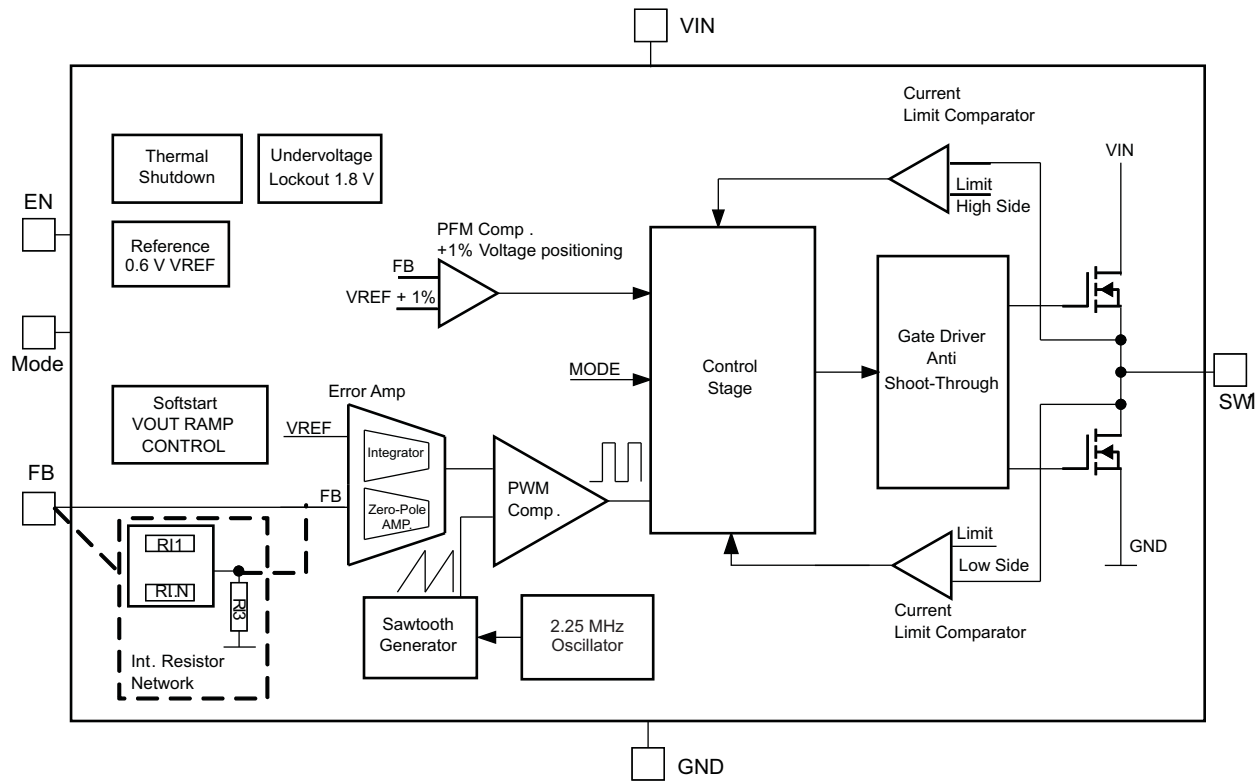 VIN
Current
Limit Comparator
Thermal
Shutdown
Undervoltage
Lockout 1.8 V
VIN
Limit
High Side
EN
Reference
0.6 V VREF
PFM Comp .
+1% Voltage positioning
FB
VREF + 1%
Mode
MODE
Control
Stage
Gate Driver
Anti
Shoot-Through
SW1
Softstart
VOUT RAMP
CONTROL
Error Amp
VREF
Integrator
FB
FB
Zero-Pole
AMP.
PWM
Comp .
Limit
Low Side
GND
RI1
RI..N
RI3
Int. Resistor
Network
Sawtooth
Generator
2.25 MHz
Oscillator
Current
Limit Comparator
GND